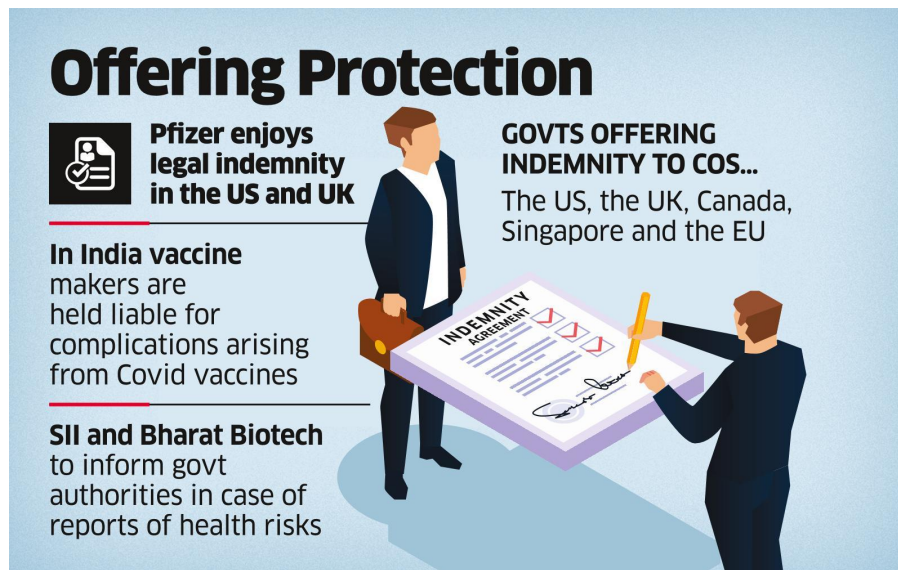 Offering Protection
Pfizer enjoys
legal indemnity
in the US and UK
In India vaccine
makers are
held liable for
complications arising
from Covid vaccines
SII and Bharat Biotech
to inform govt
authorities in case of
reports of health risks
GOVTS OFFERING
INDEMNITY TO COS...
The US, the UK, Canada,
Singapore and the EU
INDEMNITY
AGREEMENT